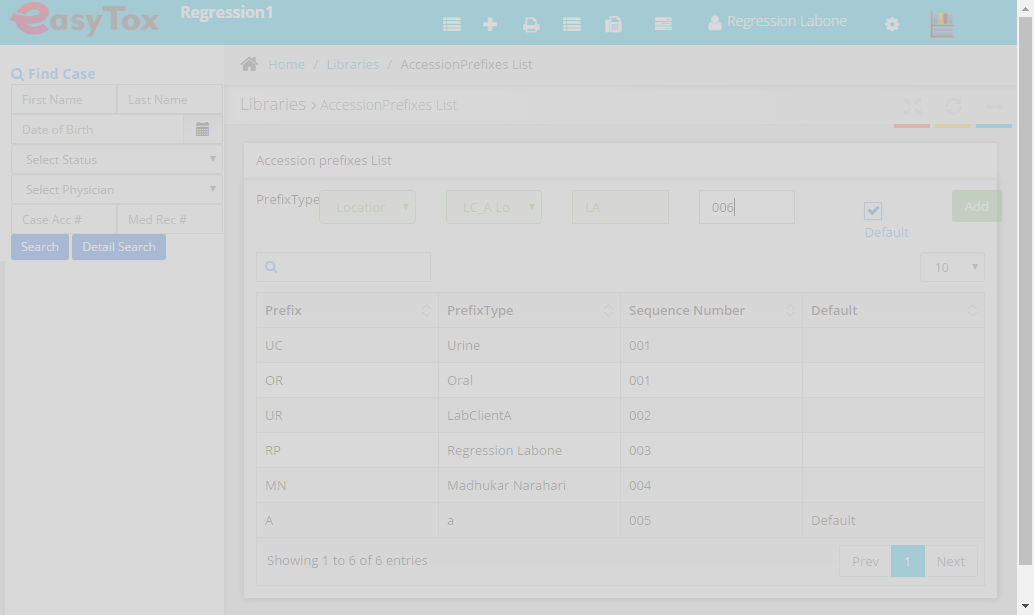 easyTox
Regression1
Regression Labone
Find Case
First Name Last Name
Date of Birth
Select Status
Select Physician
Case Acc # Med Rec #
Search Detail Search
Home / Libraries / AccessionPrefixes List
Libraries > AccessionPrefixes List
Accession prefixes List
PrefixType Location LC_A Lo LA 006 Add
Default
10
Prefix PrefixType Sequence Number Default
UC Urine 001
OR Oral 001
UR LabClientA 002
RP Regression Labone 003
MN Madhukar Narahari 004
A a 005 Default
Showing 1 to 6 of 6 entries Prev 1 Next